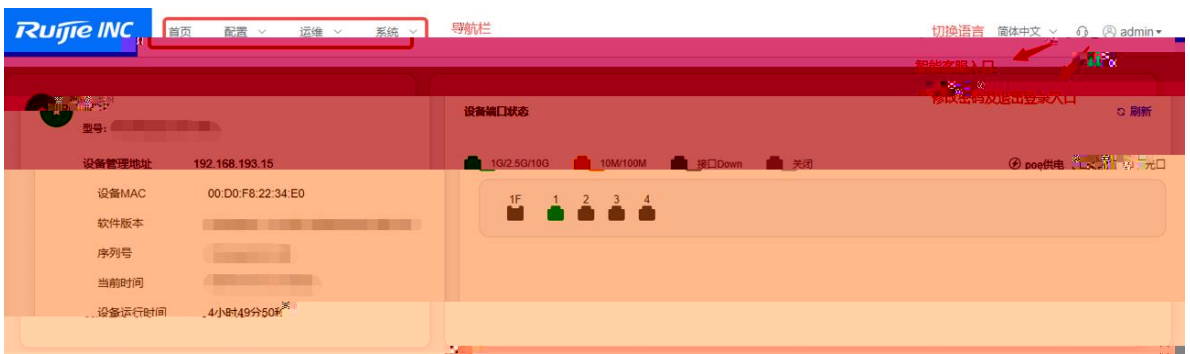 Ruijie INC 首页 配置 运维 系统 导航栏 切换语言 简体中文 admin
智能客服入口
修改密码及退出登录入口
设备端口状态 刷新
型号:
设备管理地址 192.168.193.15
1G/2.5G/10G 10M/100M 接口Down 关闭 poe供电 光口
设备MAC 00:D0:F8:22:34:E0
1F 1 2 3 4
软件版本
序列号
当前时间
设备运行时间 4小时49分50秒